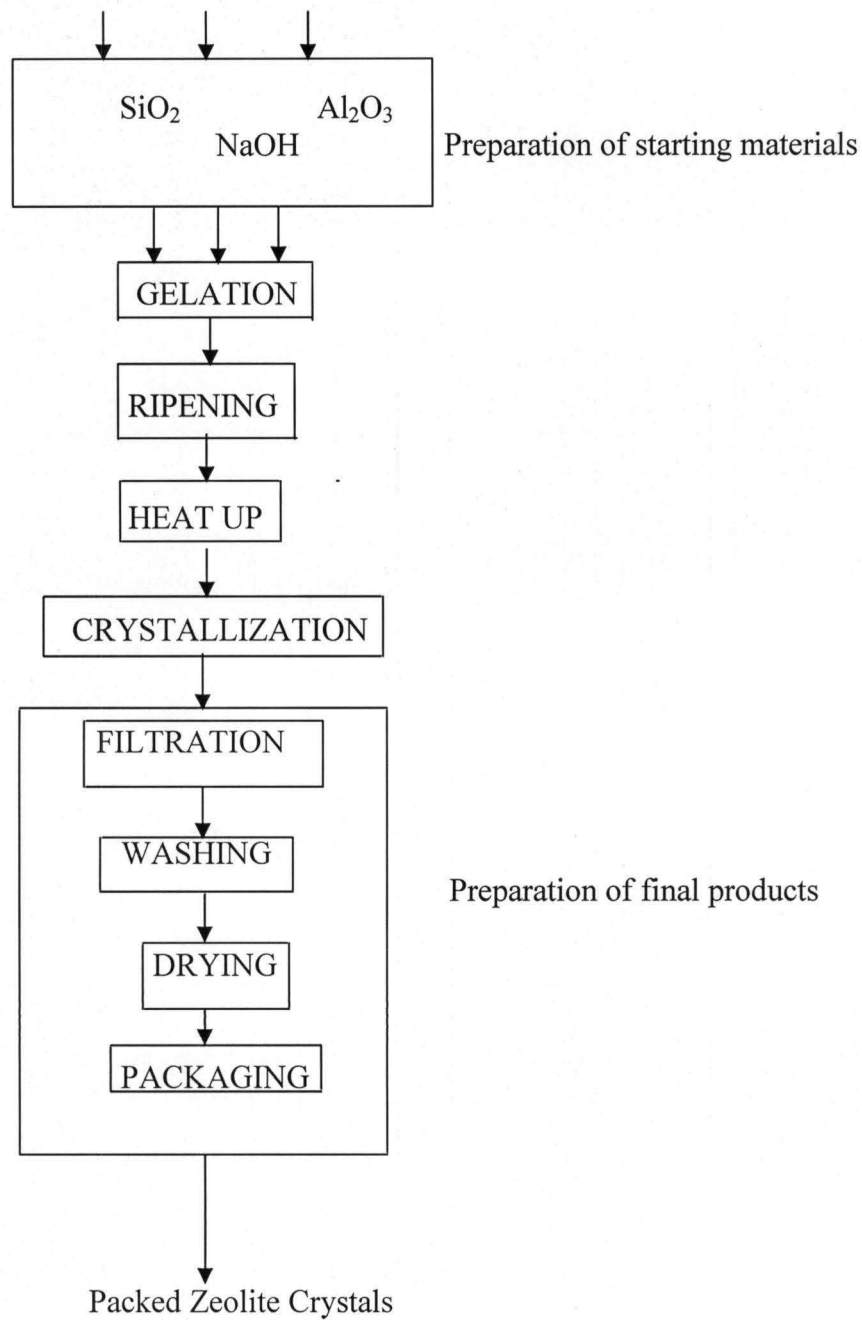 SiO₂ Al₂O₃
NaOH
Preparation of starting materials
GELATION
RIPENING
HEAT UP
CRYSTALLIZATION
FILTRATION
WASHING
Preparation of final products
DRYING
PACKAGING
Packed Zeolite Crystals